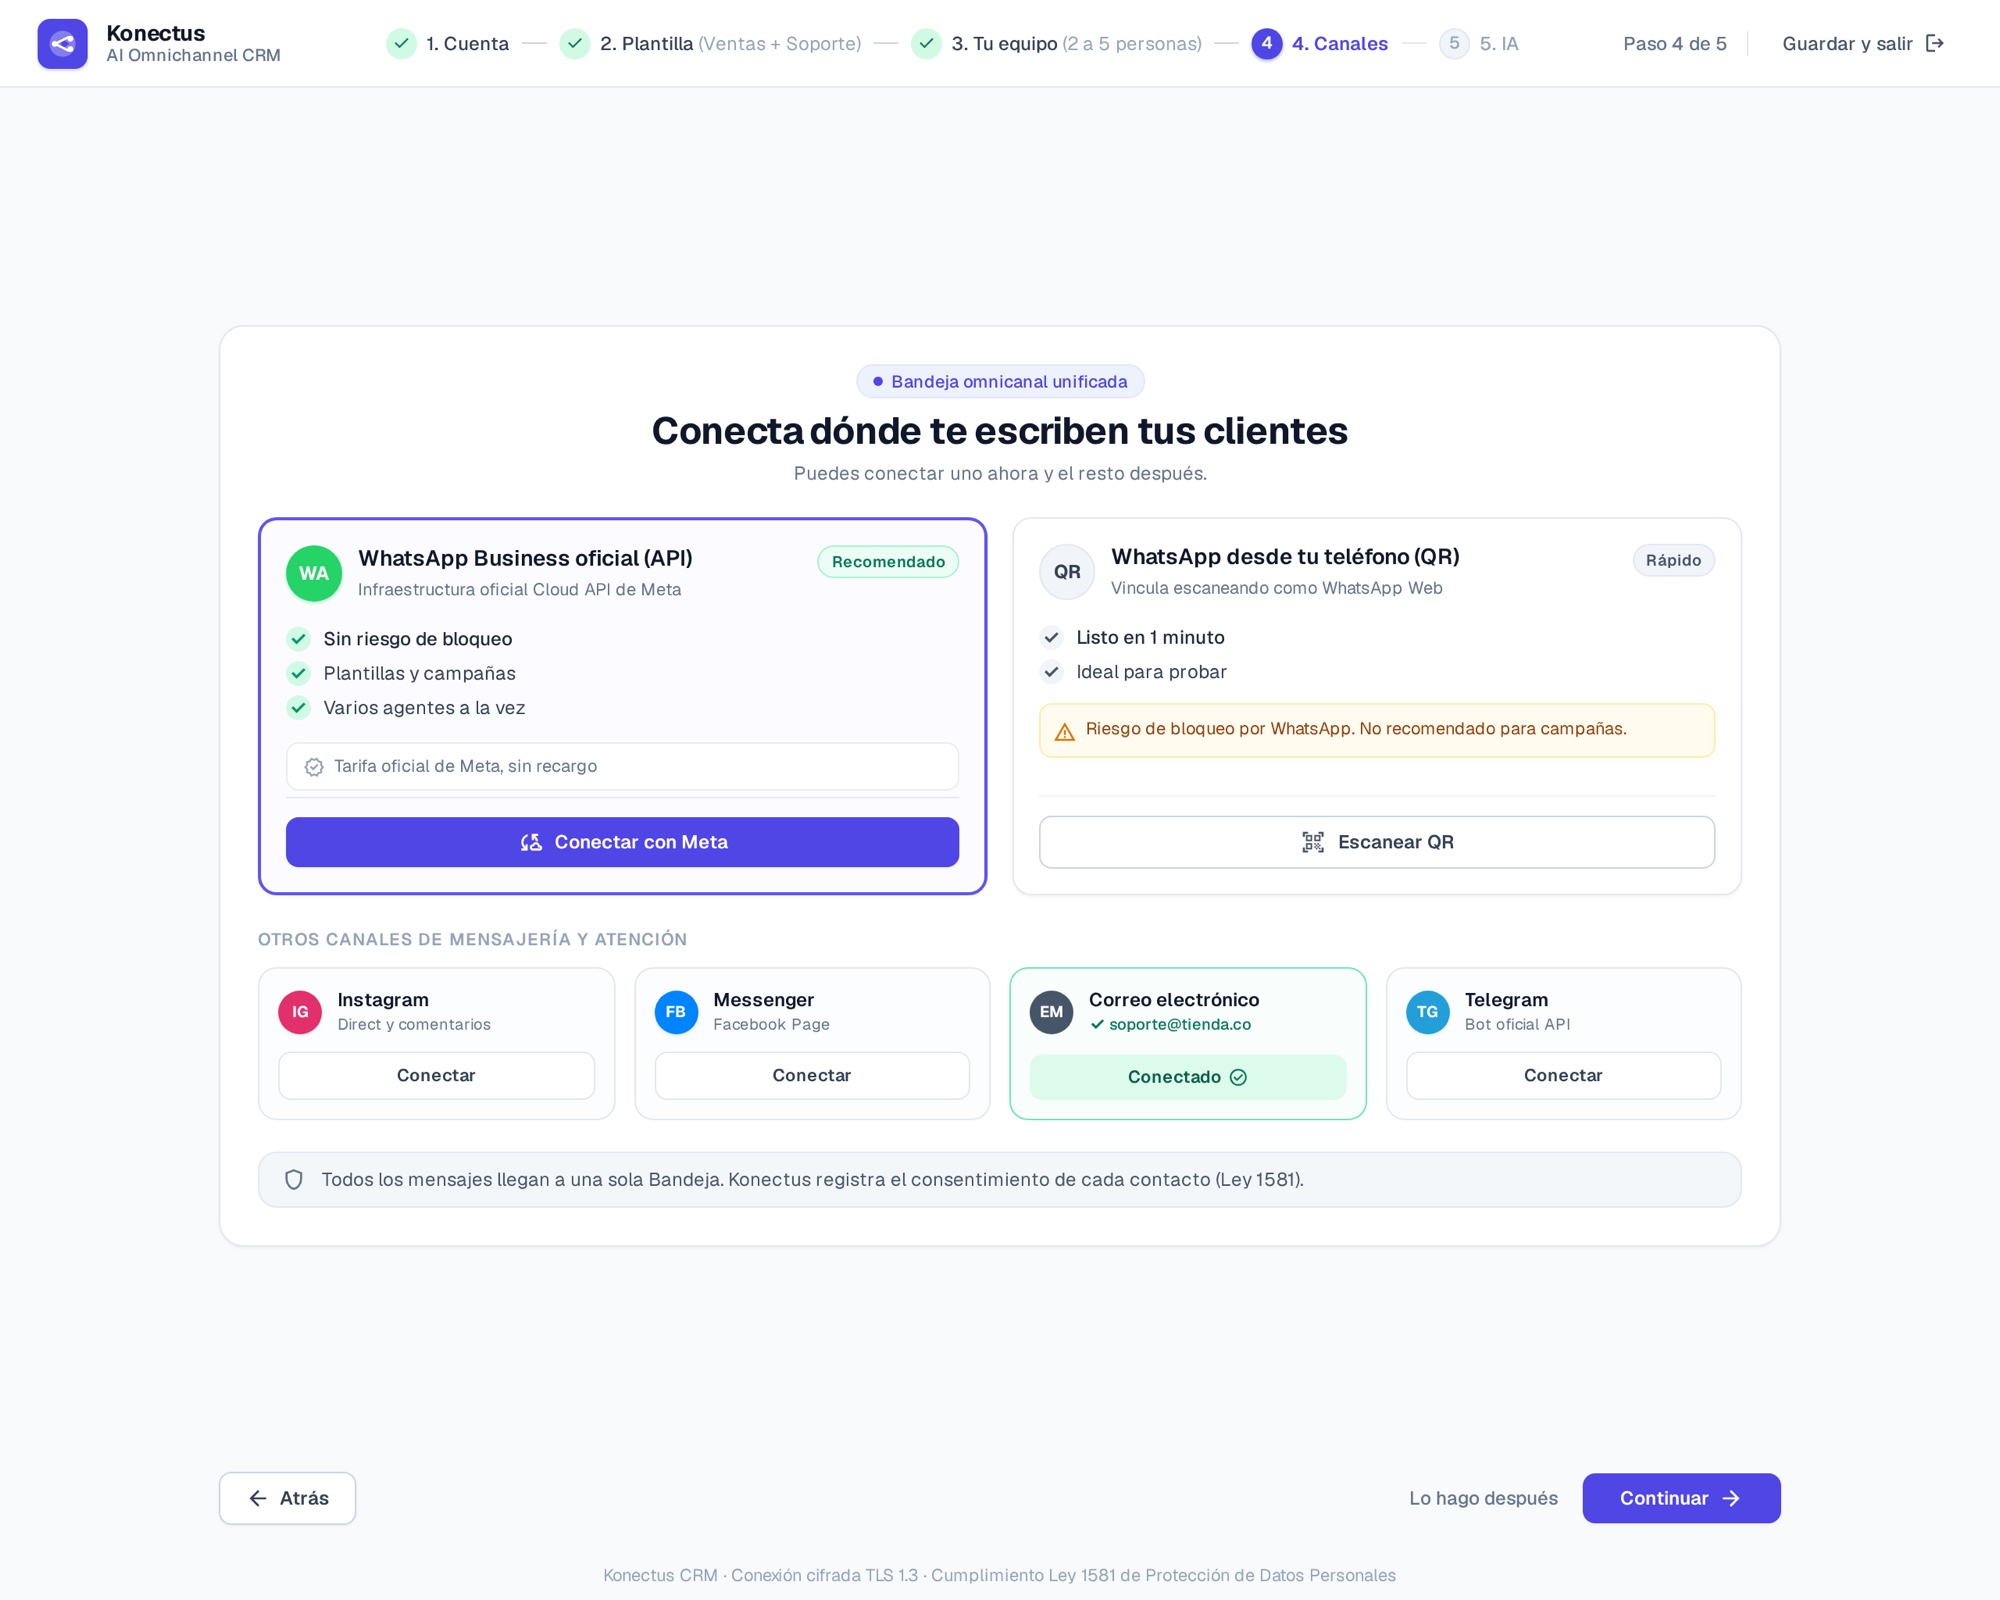 Konectus
AI Omnichannel CRM
1. Cuenta
2. Plantilla (Ventas + Soporte)
3. Tu equipo (2 a 5 personas)
4 4. Canales
5 5. IA
Paso 4 de 5
Guardar y salir
Bandeja omnicanal unificada
Conecta dónde te escriben tus clientes
Puedes conectar uno ahora y el resto después.
WA
WhatsApp Business oficial (API)
Infraestructura oficial Cloud API de Meta
Recomendado
Sin riesgo de bloqueo
Plantillas y campañas
Varios agentes a la vez
Tarifa oficial de Meta, sin recargo
Conectar con Meta
QR
WhatsApp desde tu teléfono (QR)
Vincula escaneando como WhatsApp Web
Rápido
Listo en 1 minuto
Ideal para probar
Riesgo de bloqueo por WhatsApp. No recomendado para campañas.
Escanear QR
OTROS CANALES DE MENSAJERÍA Y ATENCIÓN
IG
Instagram
Direct y comentarios
Conectar
FB
Messenger
Facebook Page
Conectar
EM
Correo electrónico
soporte@tienda.co
Conectado
TG
Telegram
Bot oficial API
Conectar
Todos los mensajes llegan a una sola Bandeja. Konectus registra el consentimiento de cada contacto (Ley 1581).
Atrás
Lo hago después
Continuar
Konectus CRM · Conexión cifrada TLS 1.3 · Cumplimiento Ley 1581 de Protección de Datos Personales